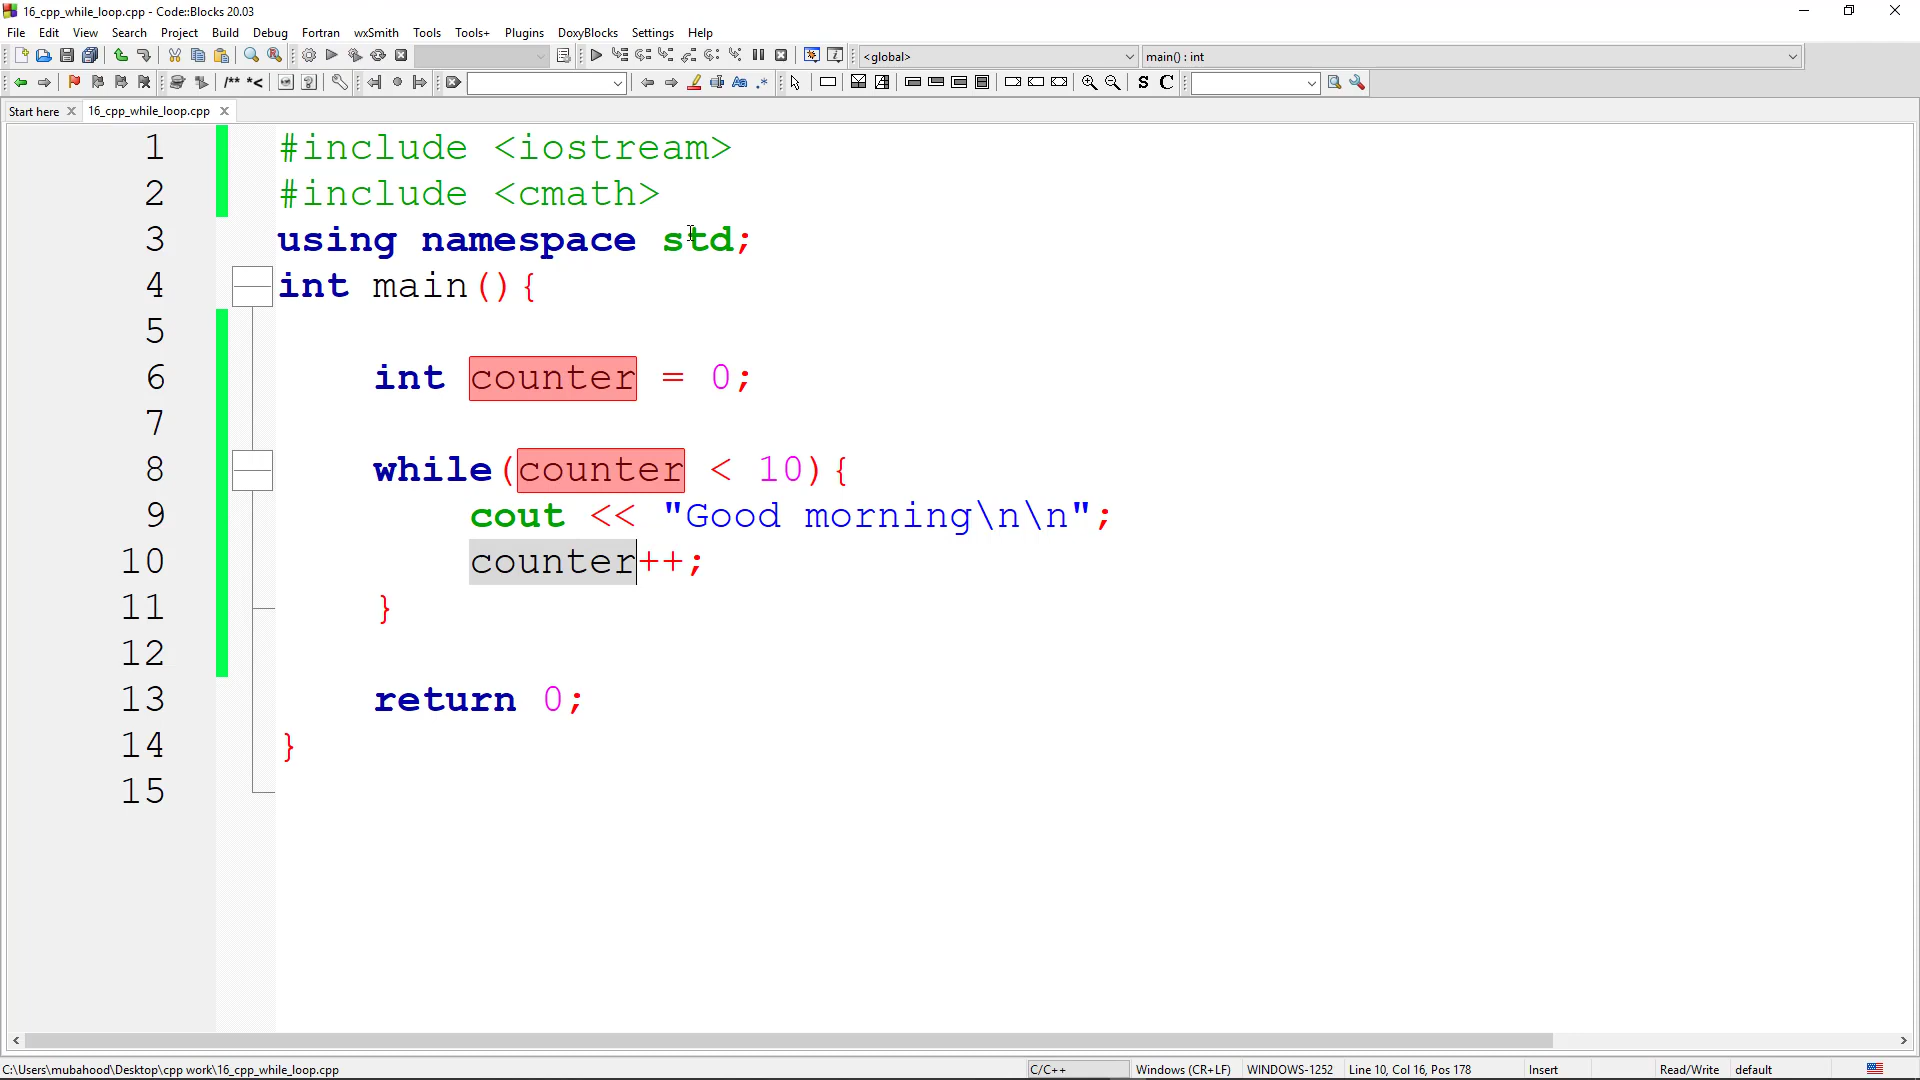 16_cpp_while_loop.cpp - Code::Blocks 20.03
File Edit View Search Project Build Debug Fortran wxSmith Tools Tools+ Plugins DoxyBlocks Settings Help
<global> main() : int
/** *< Aa .* S C
Start here 16_cpp_while_loop.cpp
1 #include <iostream>
2 #include <cmath>
3 using namespace std;
4 int main(){
5
6 int counter = 0;
7
8 while(counter < 10){
9 cout << "Good morning\n\n";
10 counter++;
11 }
12
13 return 0;
14 }
15
C:\Users\mubahood\Desktop\cpp work\16_cpp_while_loop.cpp C/C++ Windows (CR+LF) WINDOWS-1252 Line 10, Col 16, Pos 178 Insert Read/Write default